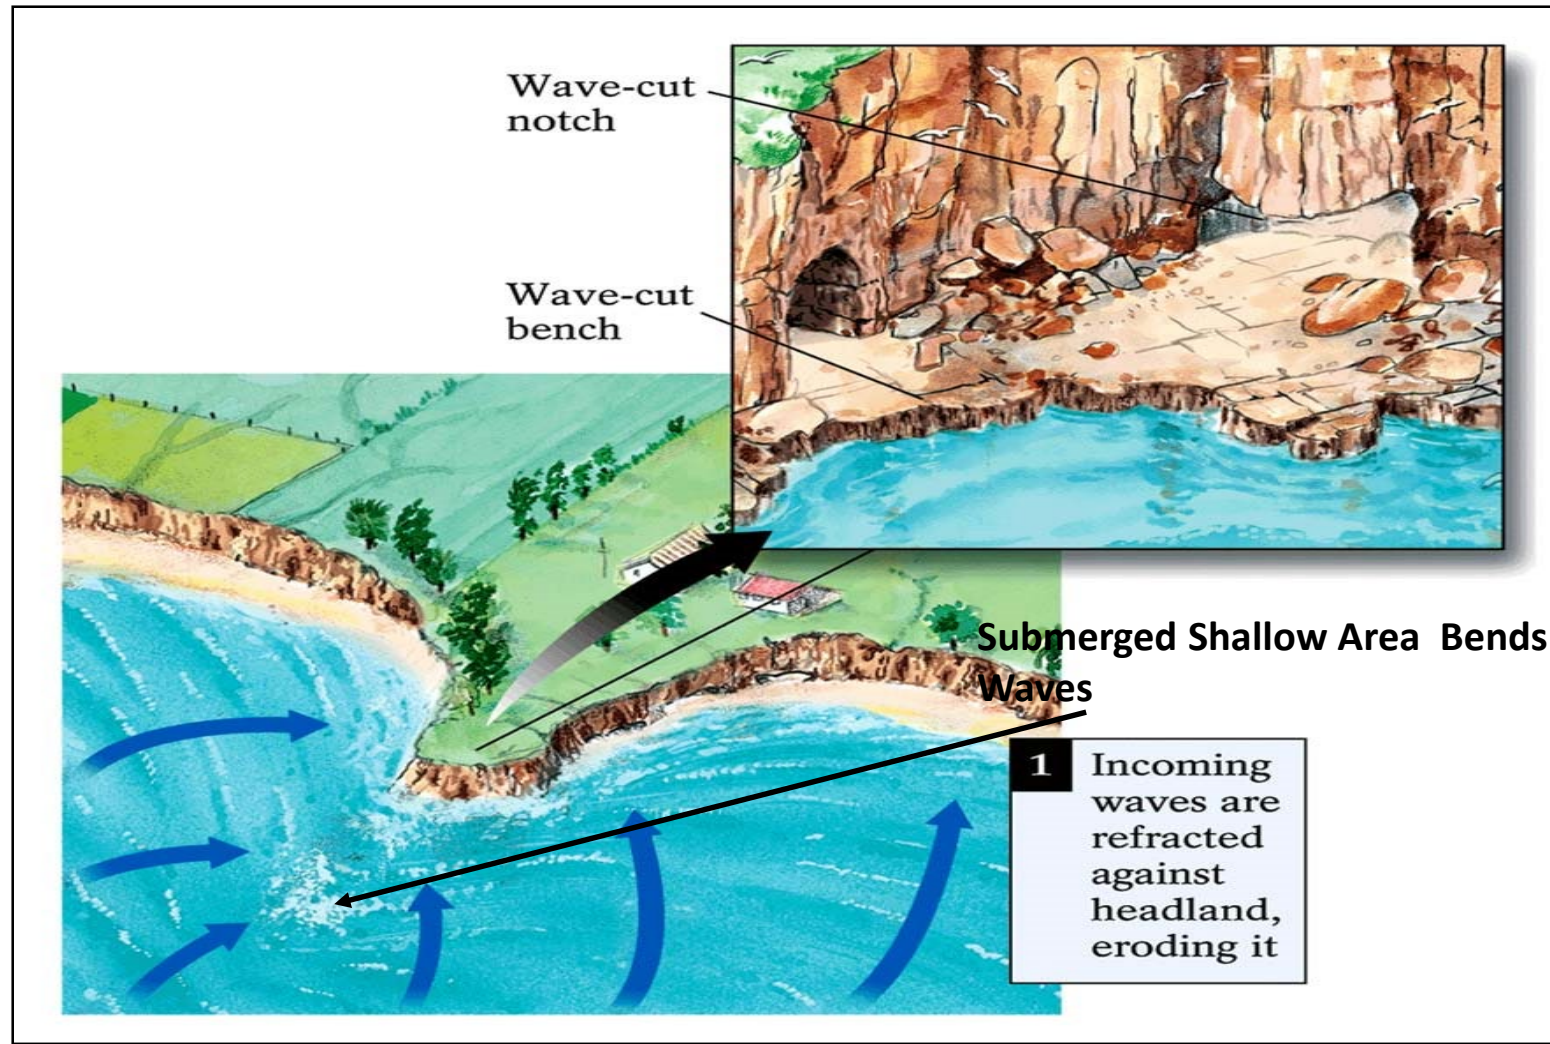 Wave-cut
notch
Wave-cut
bench
Submerged Shallow Area  Bends
Waves
1 Incoming
waves are
refracted
against
headland,
eroding it